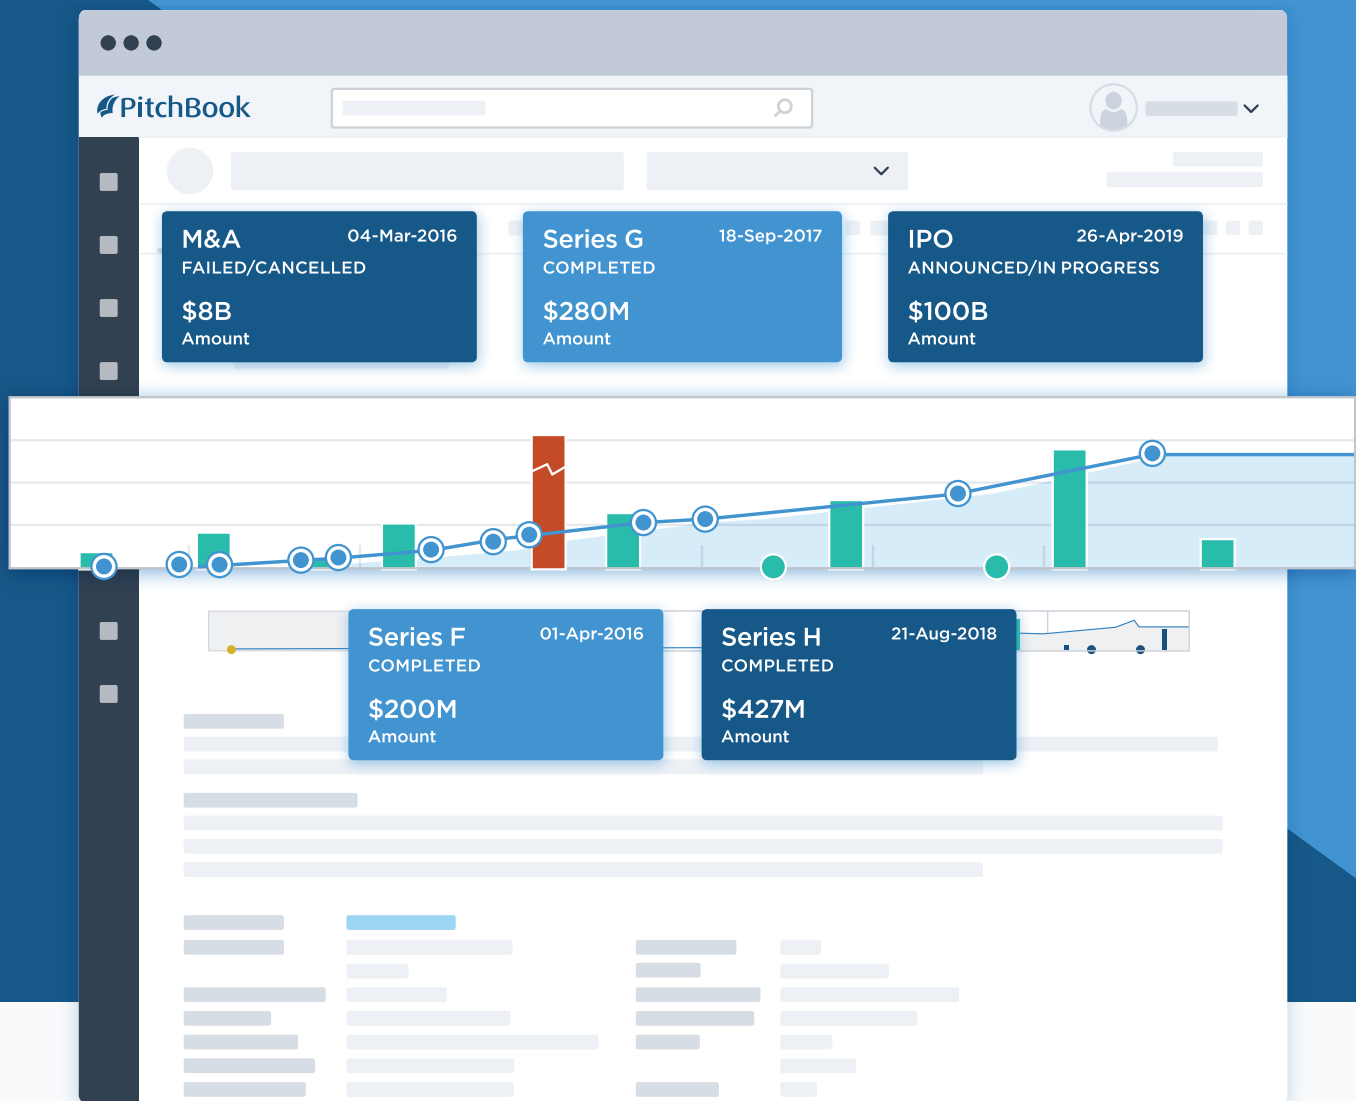 PitchBook
M&A 04-Mar-2016
FAILED/CANCELLED
$8B
Amount
Series G 18-Sep-2017
COMPLETED
$280M
Amount
IPO 26-Apr-2019
ANNOUNCED/IN PROGRESS
$100B
Amount
Series F 01-Apr-2016
COMPLETED
$200M
Amount
Series H 21-Aug-2018
COMPLETED
$427M
Amount